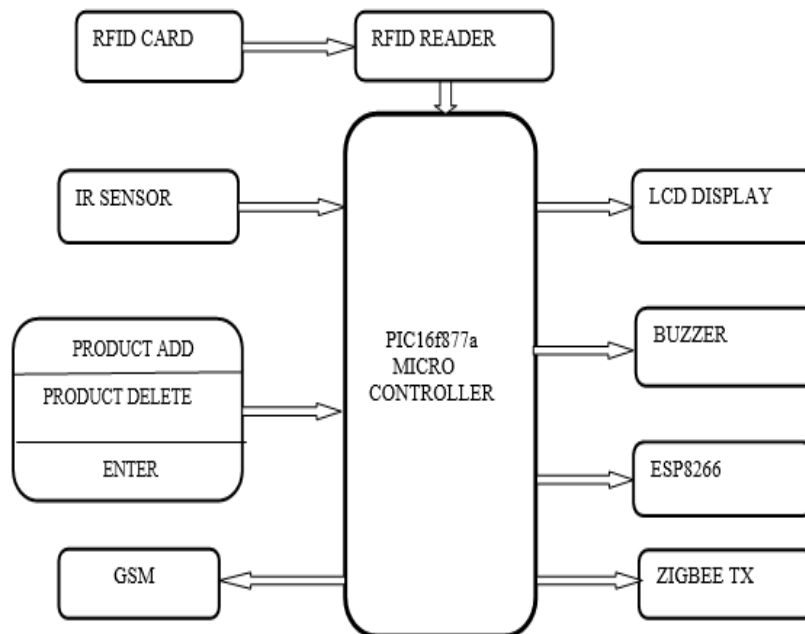 RFID CARD
RFID READER
IR SENSOR
LCD DISPLAY
PRODUCT ADD
PRODUCT DELETE
ENTER
PIC16f877a
MICRO
CONTROLLER
BUZZER
ESP8266
GSM
ZIGBEE TX